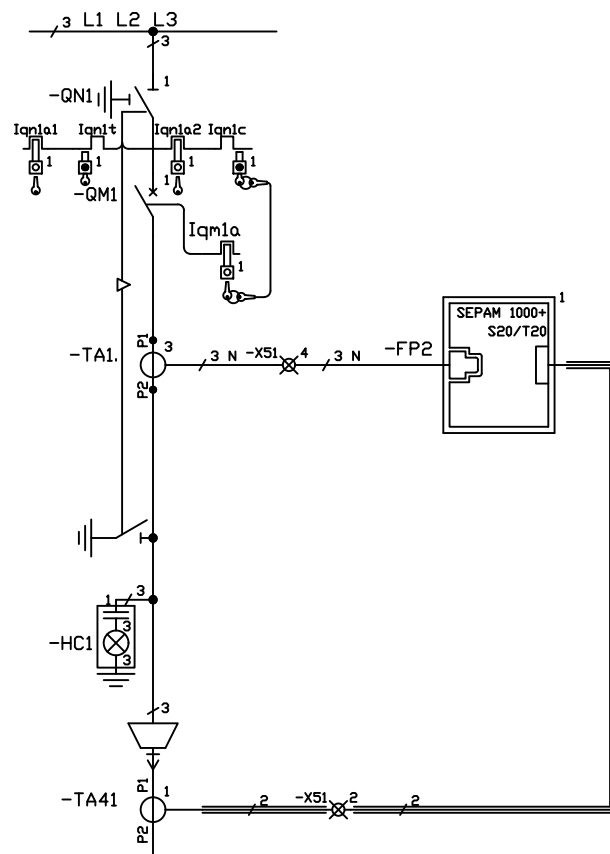 3 L1 L2 L3
3
1
-QN1
Iqn1a1 Iqn1t Iqn1a2 Iqn1c
1 1 1 1
1
-QM1
Iqm1a
1
1
SEPAM 1000+
S20/T20
P1
3
-TA1.
3 N -X51 4 3 N -FP2
P2
3
1
3
-HC1
3
3
P1
1
-TA41
2 -X51 2 2
P2